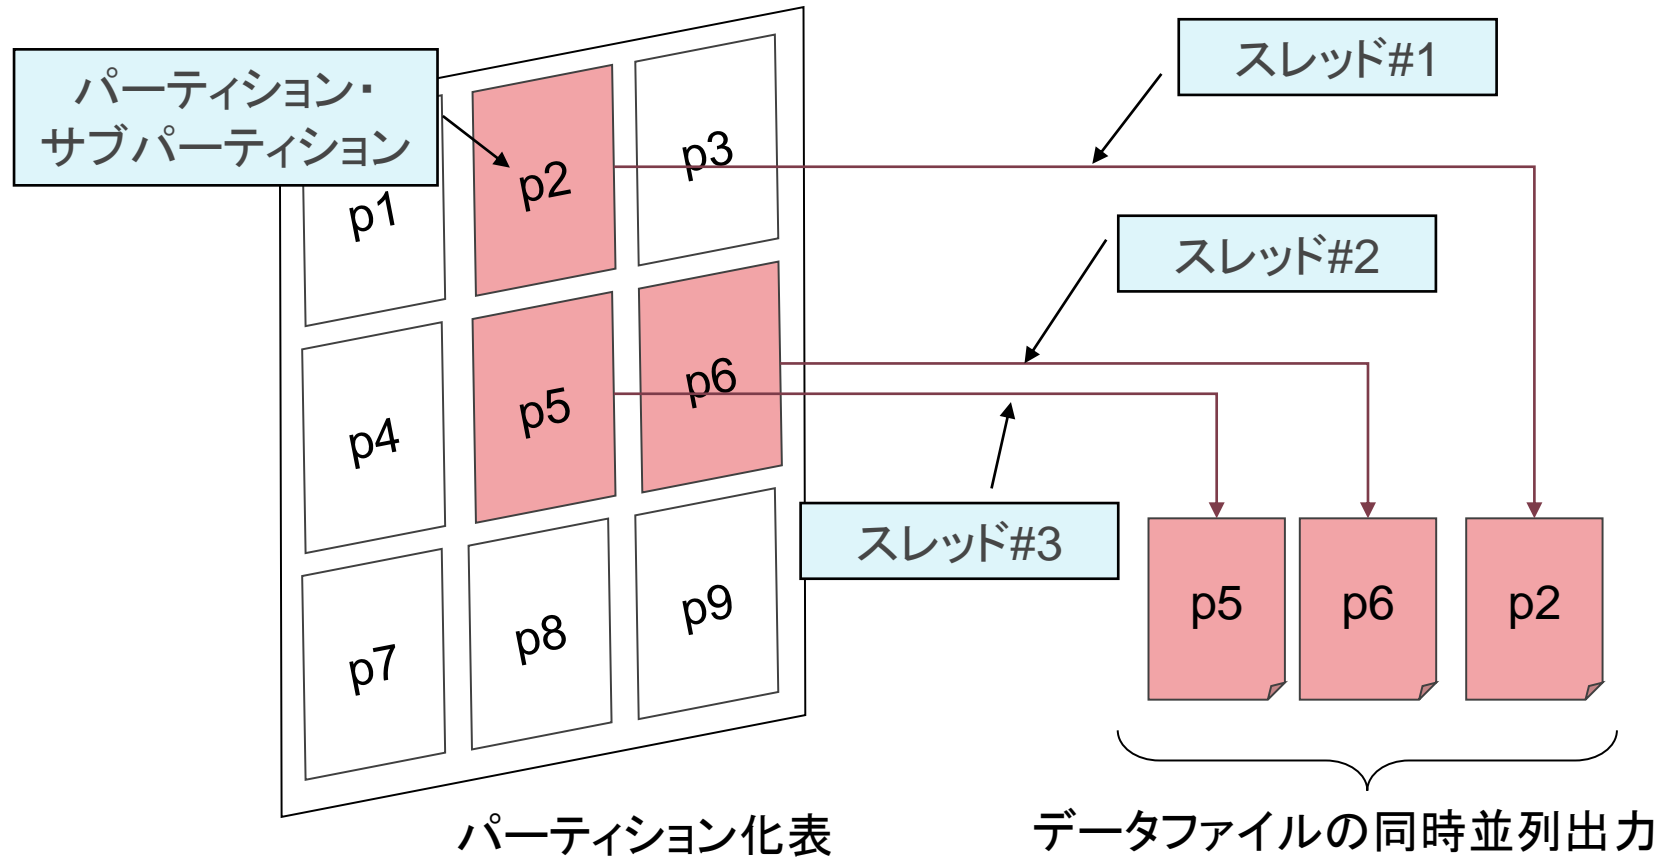 パーティション・
サブパーティション
スレッド#1
p1
p2
p3
スレッド#2
p4
p5
p6
スレッド#3
p7
p8
p9
p5
p6
p2
パーティション化表
データファイルの同時並列出力